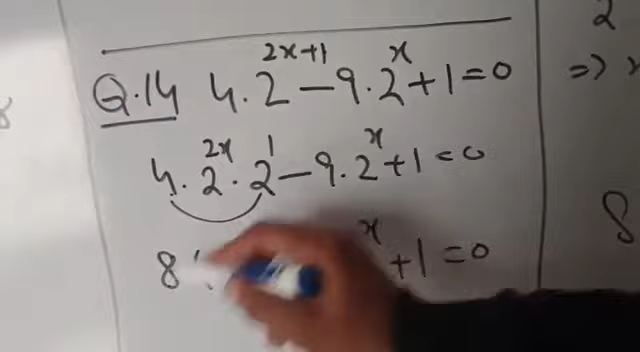 Q.14 4.2^{2x+1} - 9.2^x + 1 = 0
4.2^{2x}.2^1 - 9.2^x + 1 = 0
8 x + 1 = 0
2
=>
8